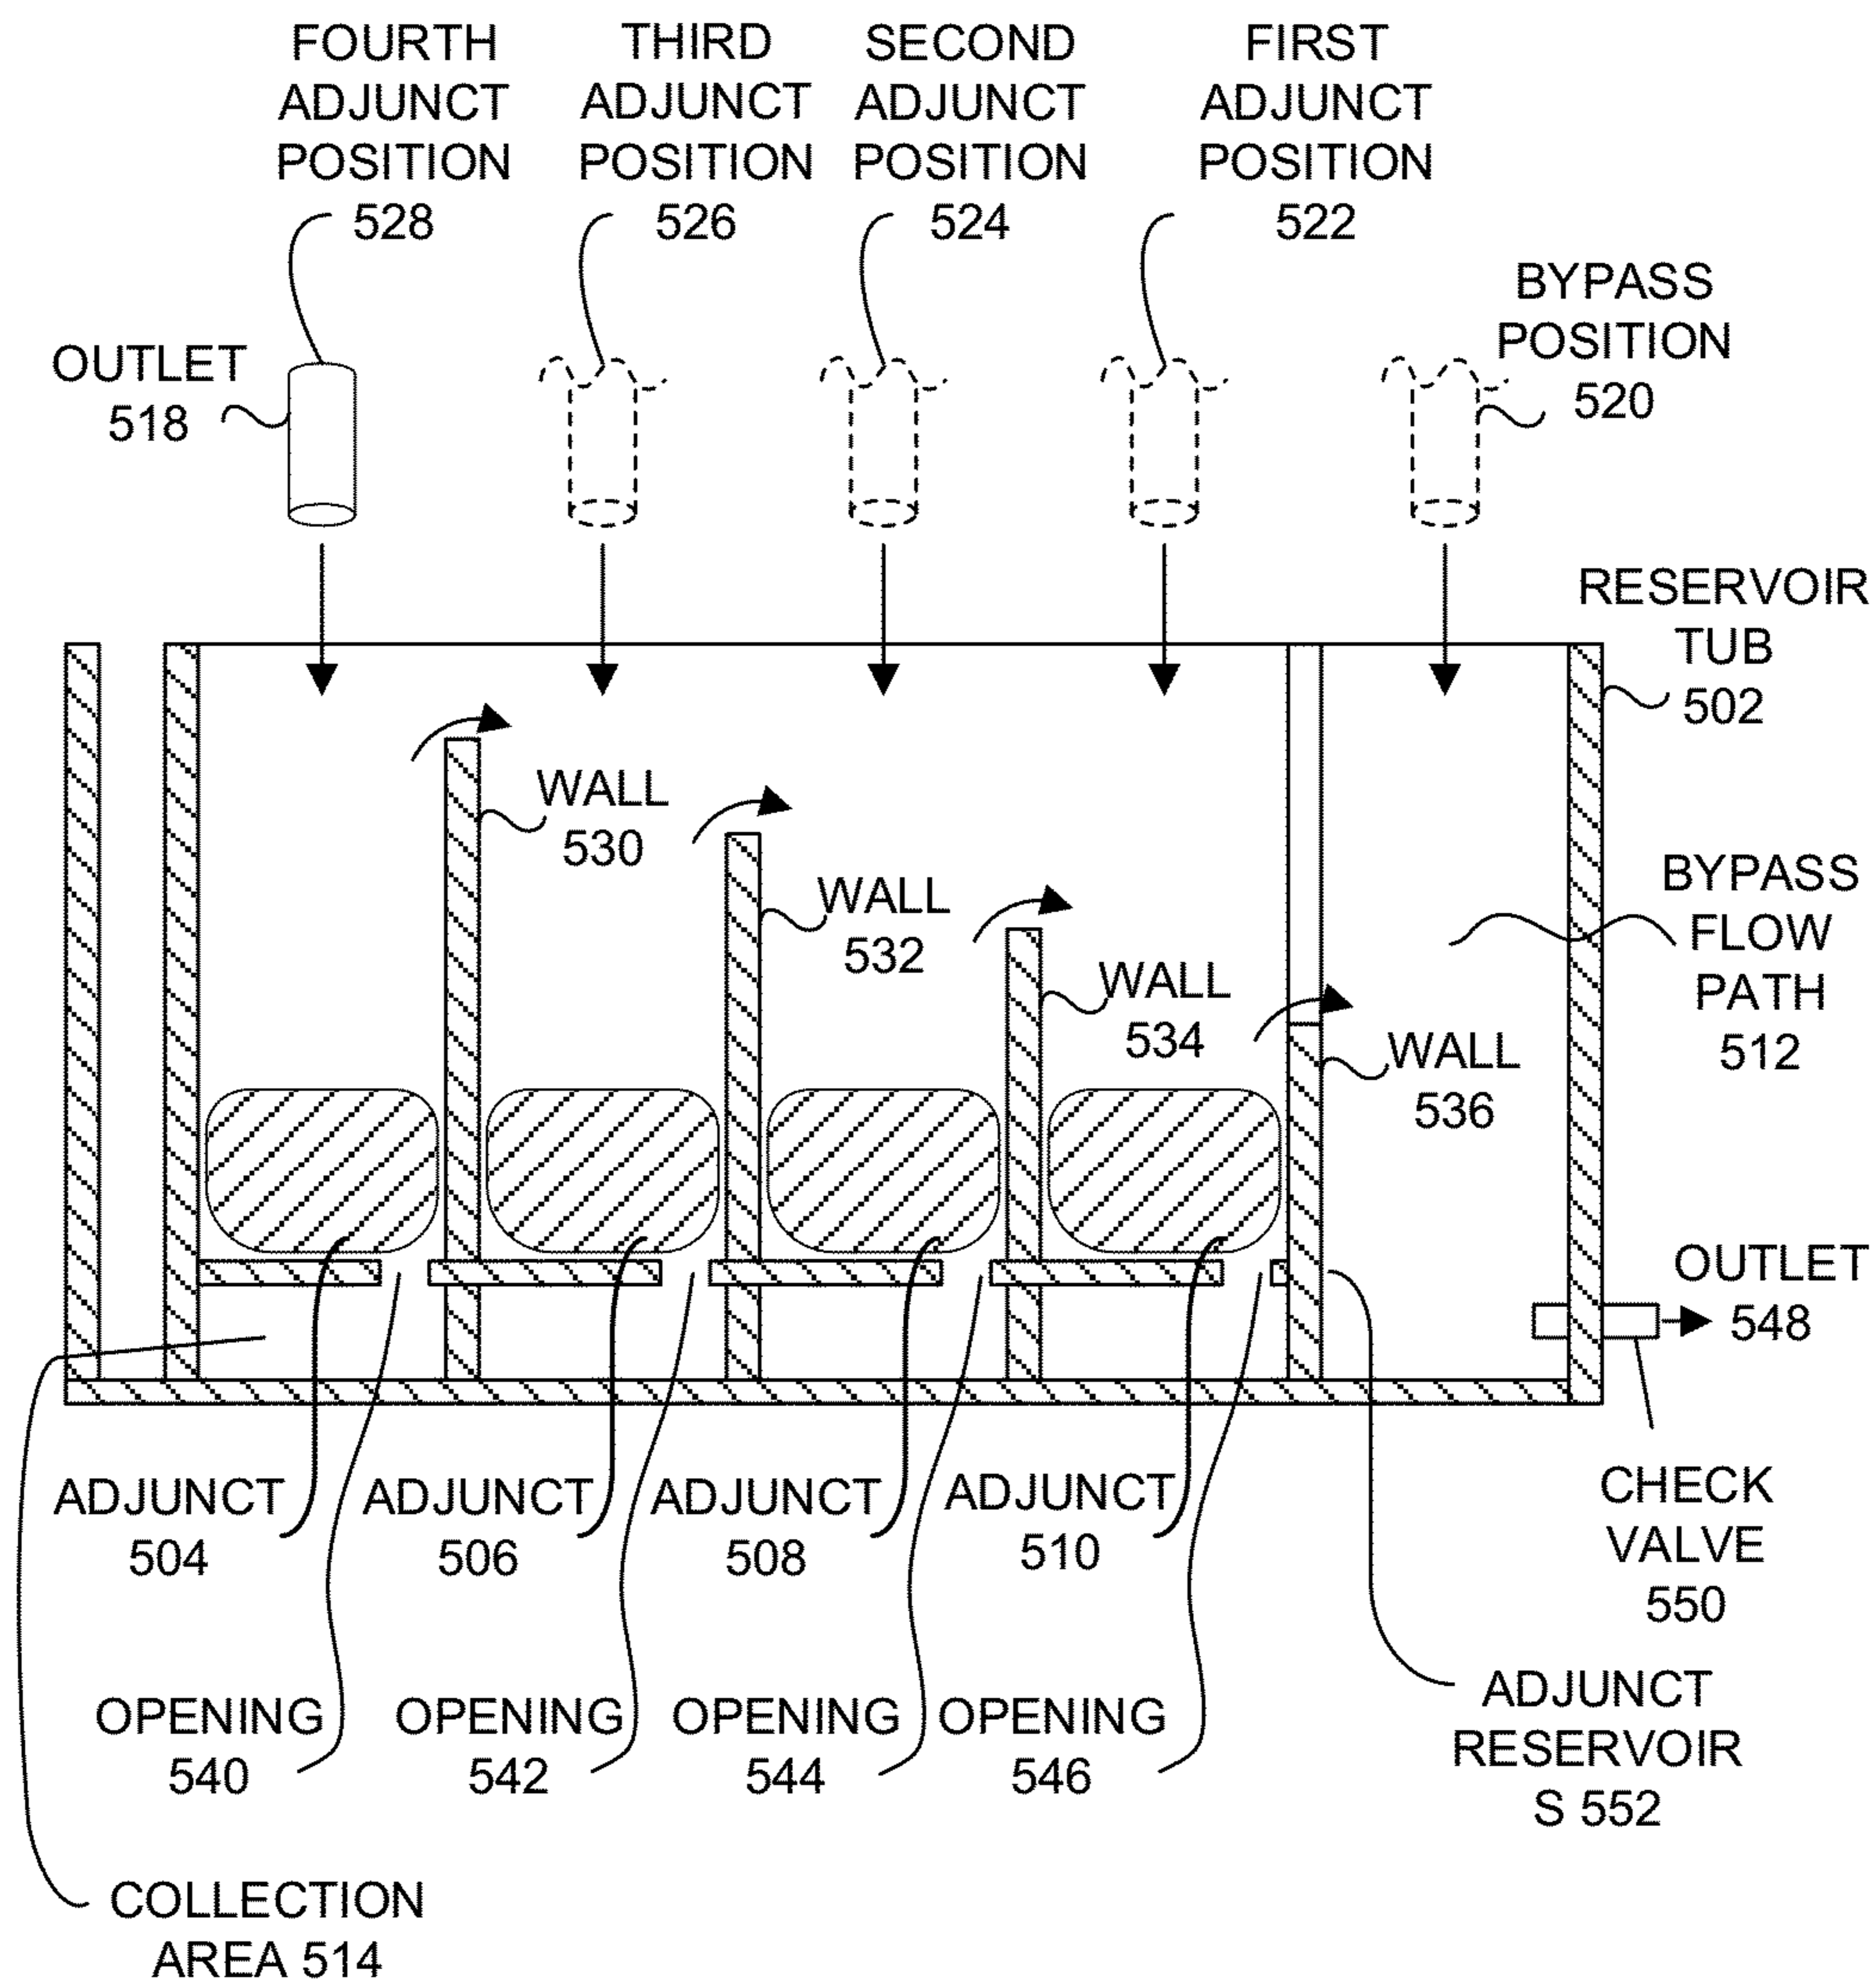 FOURTH
ADJUNCT
POSITION
528
THIRD
ADJUNCT
POSITION
526
SECOND
ADJUNCT
POSITION
524
FIRST
ADJUNCT
POSITION
522
BYPASS
POSITION
520
OUTLET
518
RESERVOIR
TUB
502
WALL
530
WALL
532
WALL
534
WALL
536
BYPASS
FLOW
PATH
512
OUTLET
548
ADJUNCT
504
ADJUNCT
506
ADJUNCT
508
ADJUNCT
510
CHECK
VALVE
550
OPENING
540
OPENING
542
OPENING
544
OPENING
546
ADJUNCT
RESERVOIR
S 552
COLLECTION
AREA 514